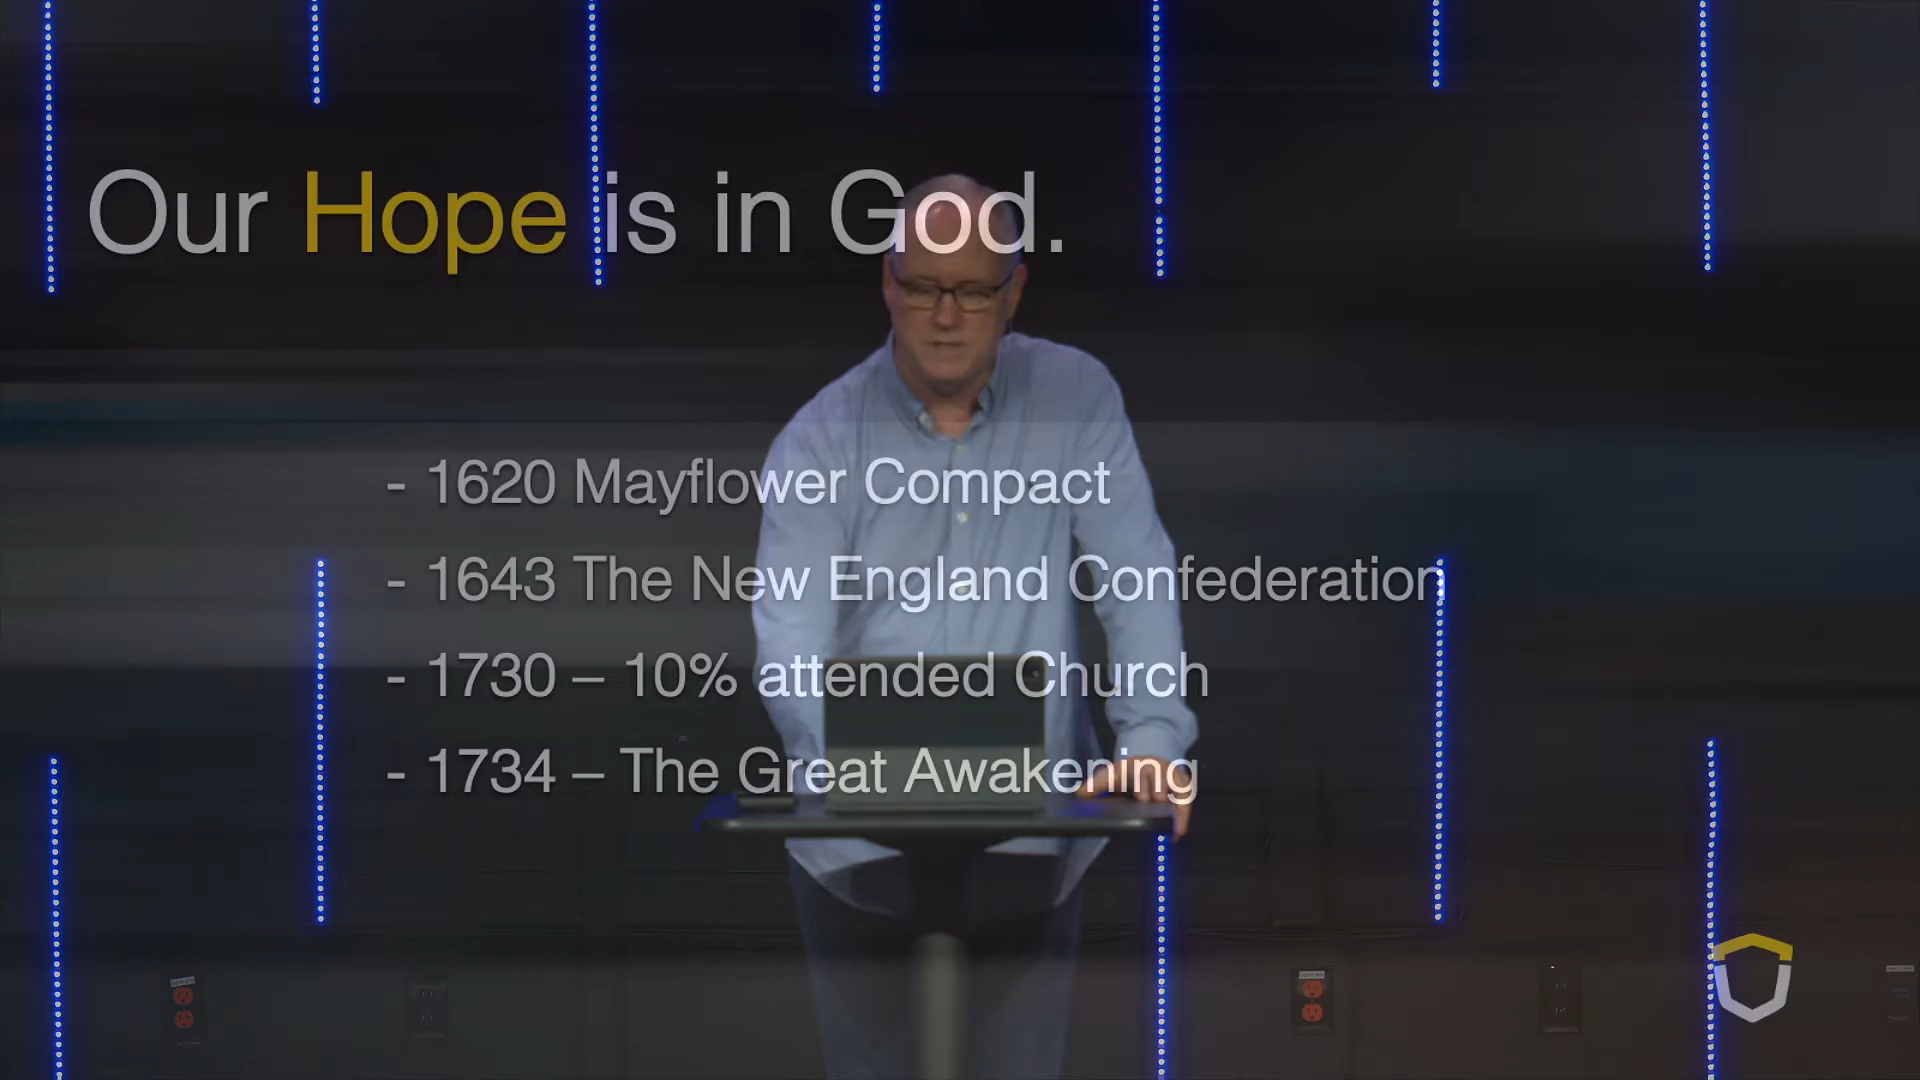 Our Hope is in God.
- 1620 Mayflower Compact
- 1643 The New England Confederation
- 1730 – 10% attended Church
- 1734 – The Great Awakening